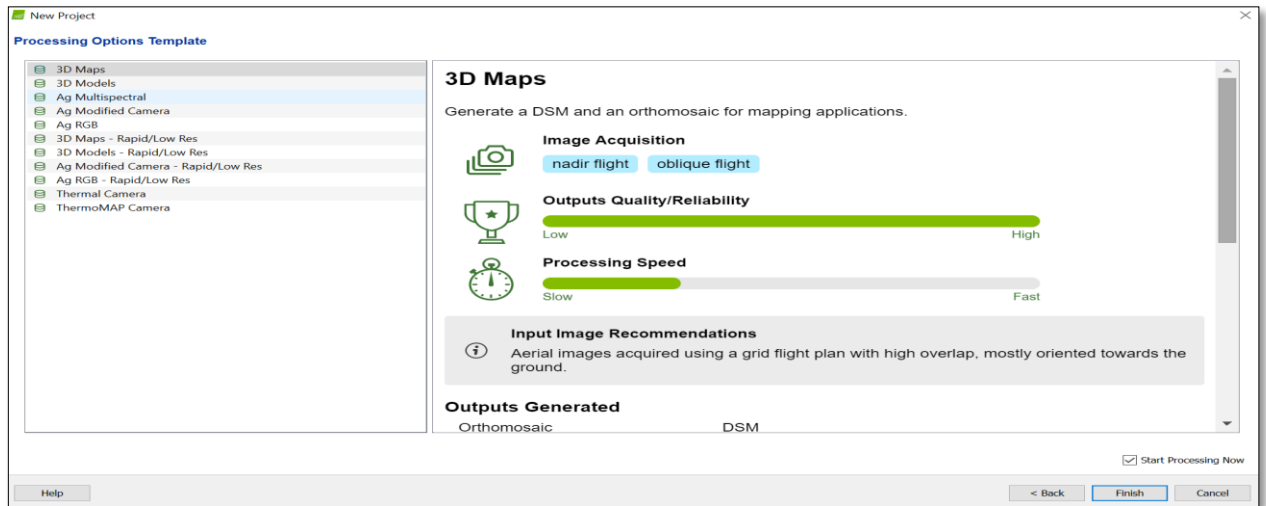 New Project
Processing Options Template
3D Maps
3D Models
Ag Multispectral
Ag Modified Camera
Ag RGB
3D Maps - Rapid/Low Res
3D Models - Rapid/Low Res
Ag Modified Camera - Rapid/Low Res
Ag RGB - Rapid/Low Res
Thermal Camera
ThermoMAP Camera
3D Maps
Generate a DSM and an orthomosaic for mapping applications.
Image Acquisition
nadir flight oblique flight
Outputs Quality/Reliability
Low High
Processing Speed
Slow Fast
Input Image Recommendations
Aerial images acquired using a grid flight plan with high overlap, mostly oriented towards the
ground.
Outputs Generated
Orthomosaic DSM
Start Processing Now
Help < Back Finish Cancel